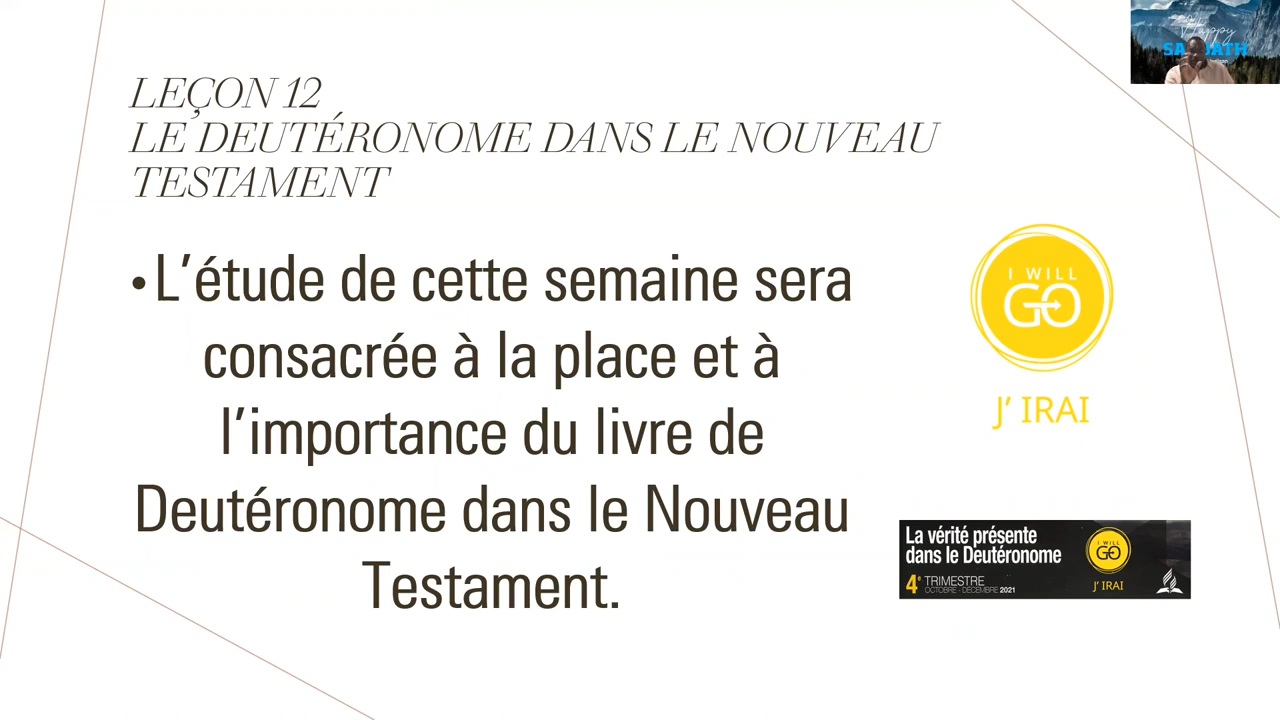 Happy
LEÇON 12
LE DEUTÉRONOME DANS LE NOUVEAU
TESTAMENT
•L’étude de cette semaine sera
consacrée à la place et à
l’importance du livre de
Deutéronome dans le Nouveau
Testament.
I WILL
GO
J’ IRAI
La vérité présente
dans le Deutéronome
4e TRIMESTRE
OCTOBRE - DECEMBRE 2021
I WILL
GO
J’ IRAI